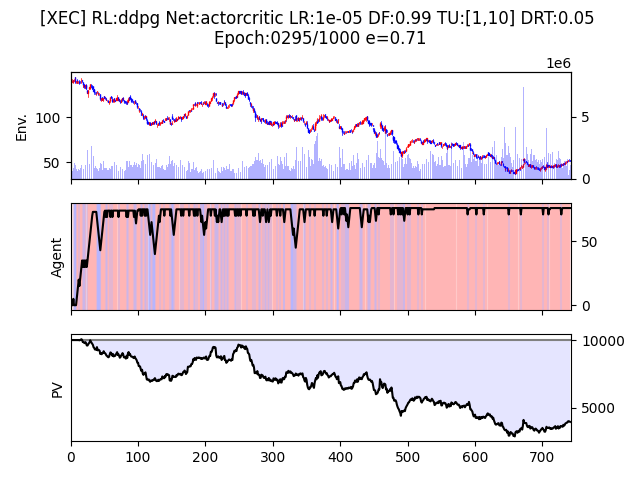 [XEC] RL:ddpg Net:actorcritic LR:1e-05 DF:0.99 TU:[1,10] DRT:0.05
Epoch:0295/1000 e=0.71
1e6
Env.
100
50
5
0
Agent
50
0
PV
10000
5000
0 100 200 300 400 500 600 700